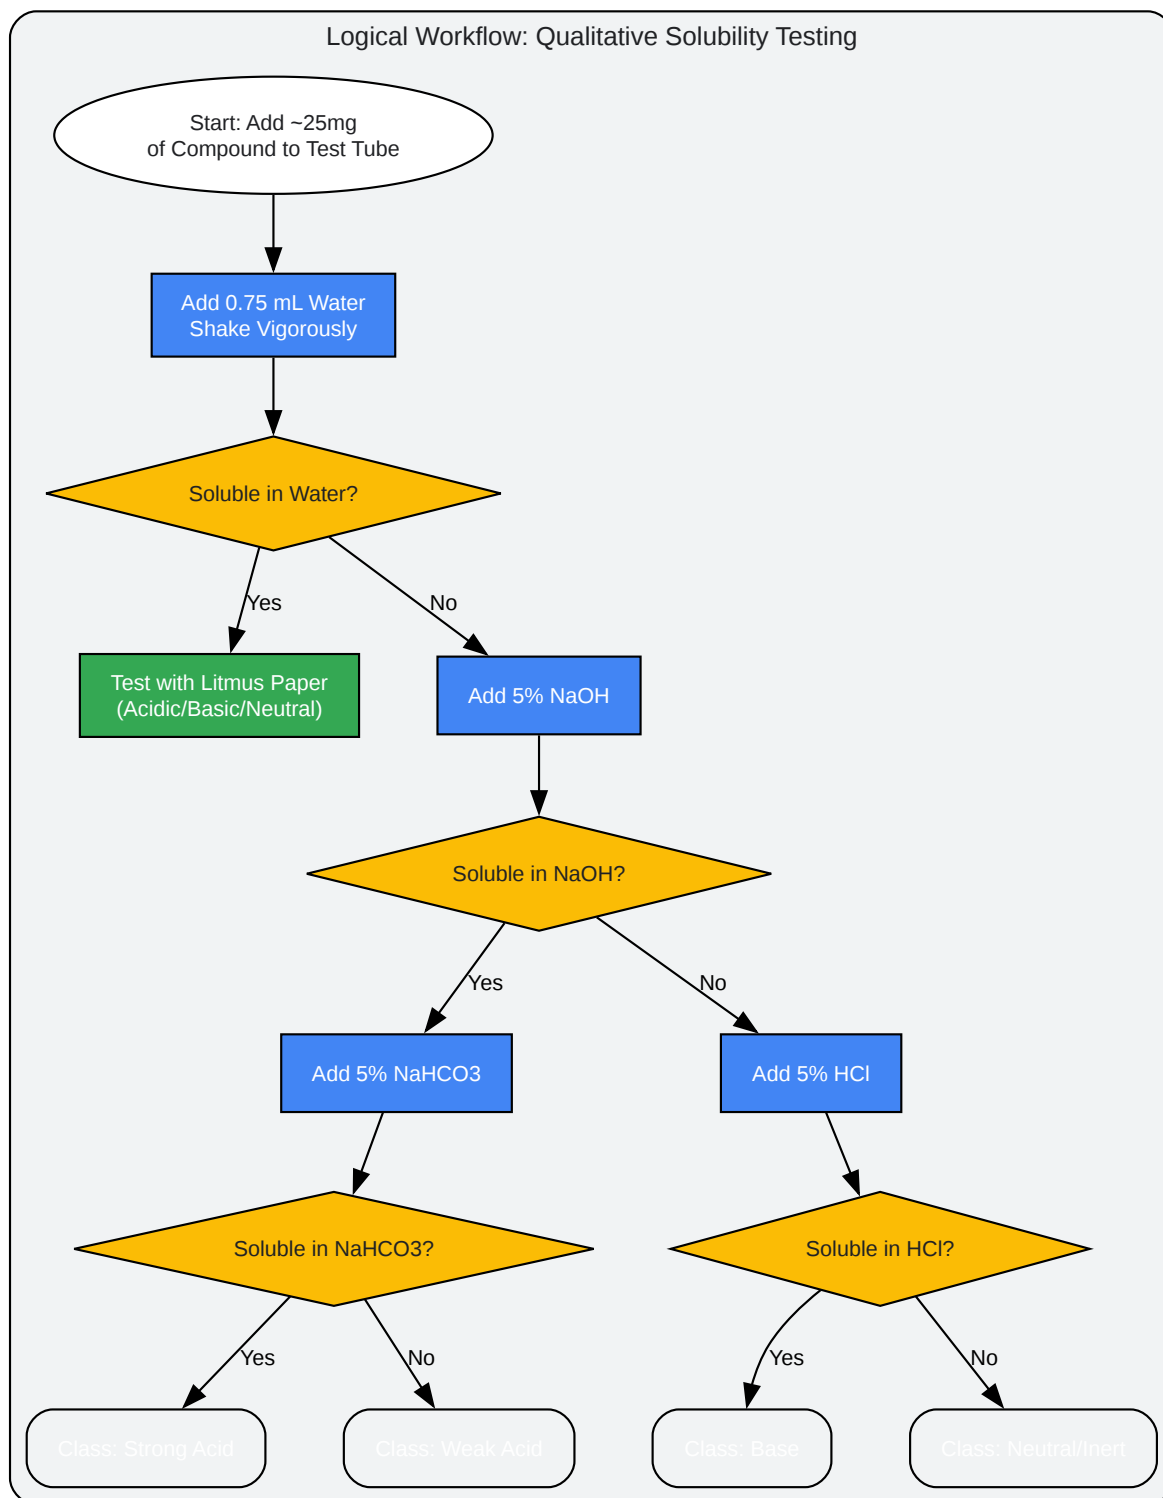 Logical Workflow: Qualitative Solubility Testing
Start: Add ~25mg
of Compound to Test Tube
Add 0.75 mL Water
Shake Vigorously
Soluble in Water?
Yes
No
Test with Litmus Paper
(Acidic/Basic/Neutral)
Add 5% NaOH
Soluble in NaOH?
Yes
No
Add 5% NaHCO3
Add 5% HCl
Soluble in NaHCO3?
Soluble in HCl?
Yes
No
Yes
No
Class: Strong Acid
Class: Weak Acid
Class: Base
Class: Neutral/Inert